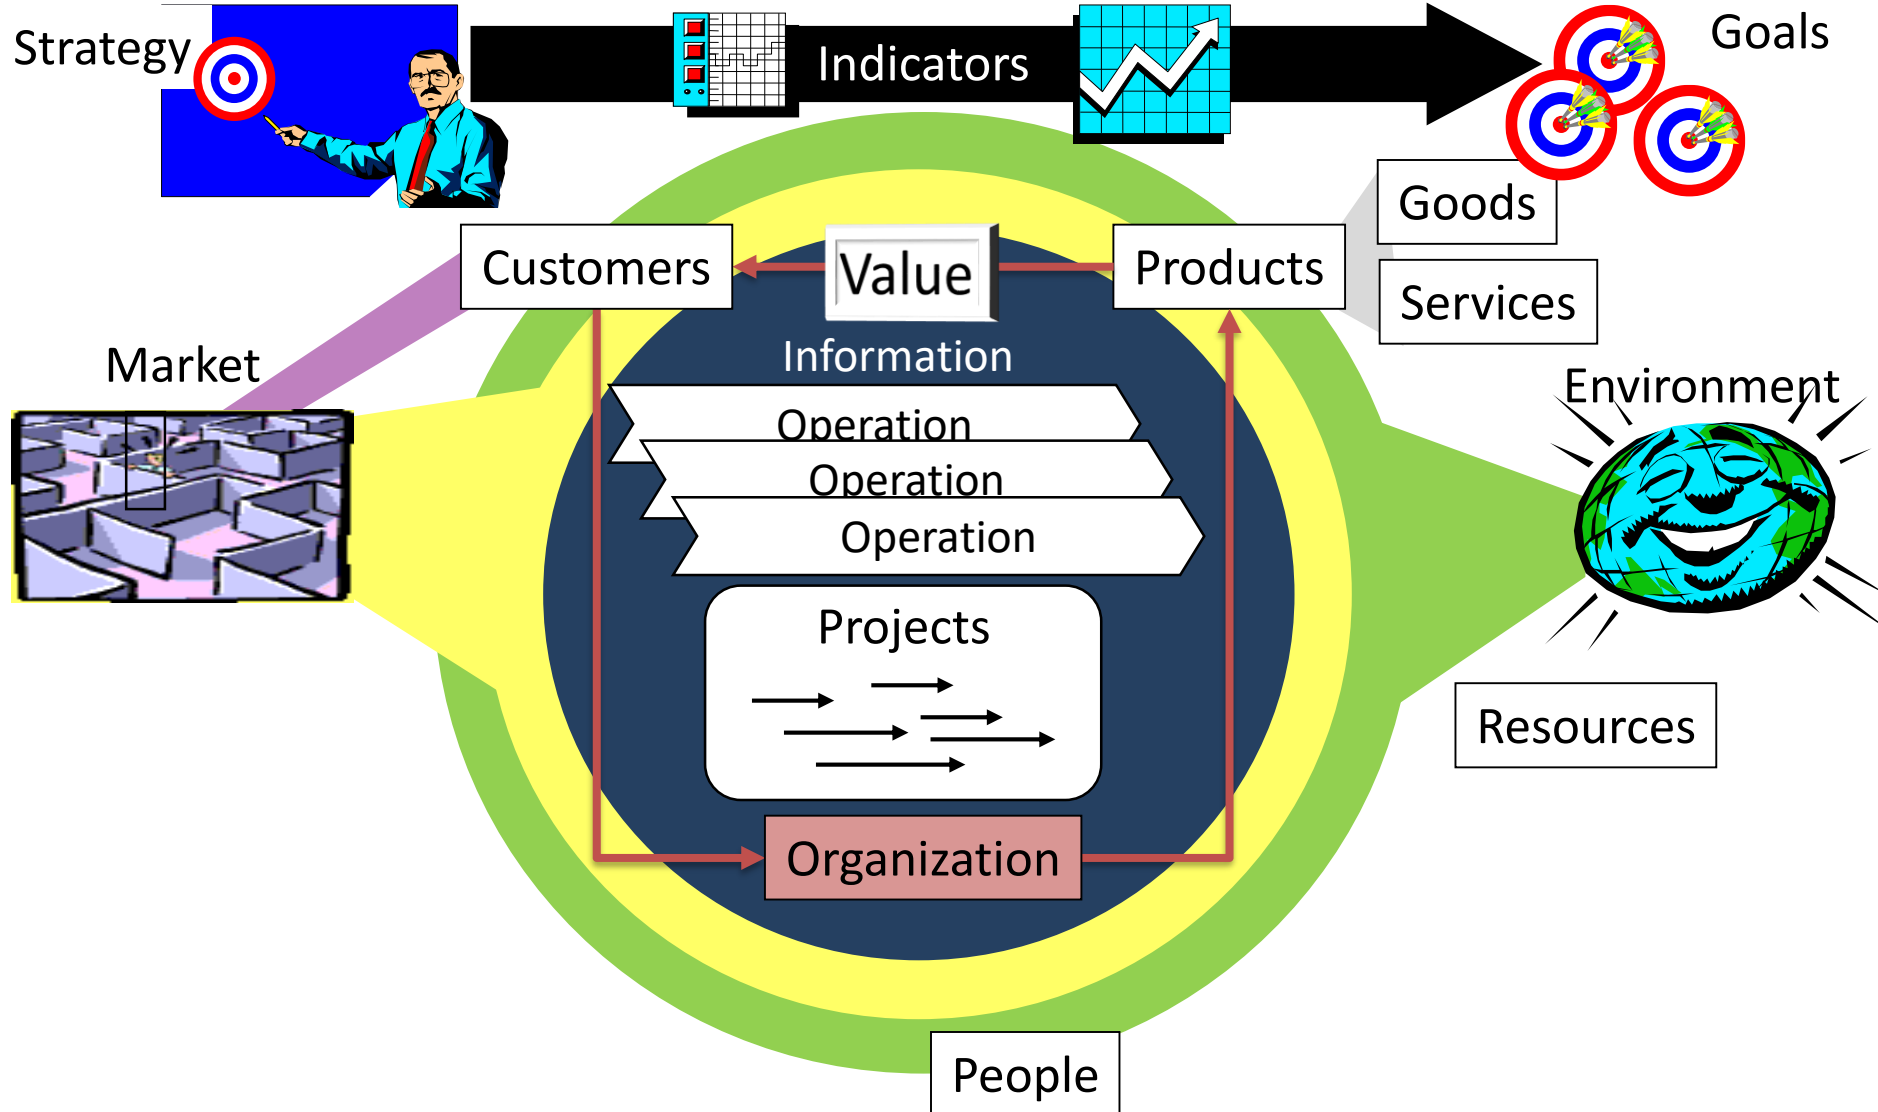 Strategy
Indicators
Goals
Goods
Customers
Value
Products
Services
Information
Market
Environment
Operation
Operation
Operation
Projects
Resources
Organization
People